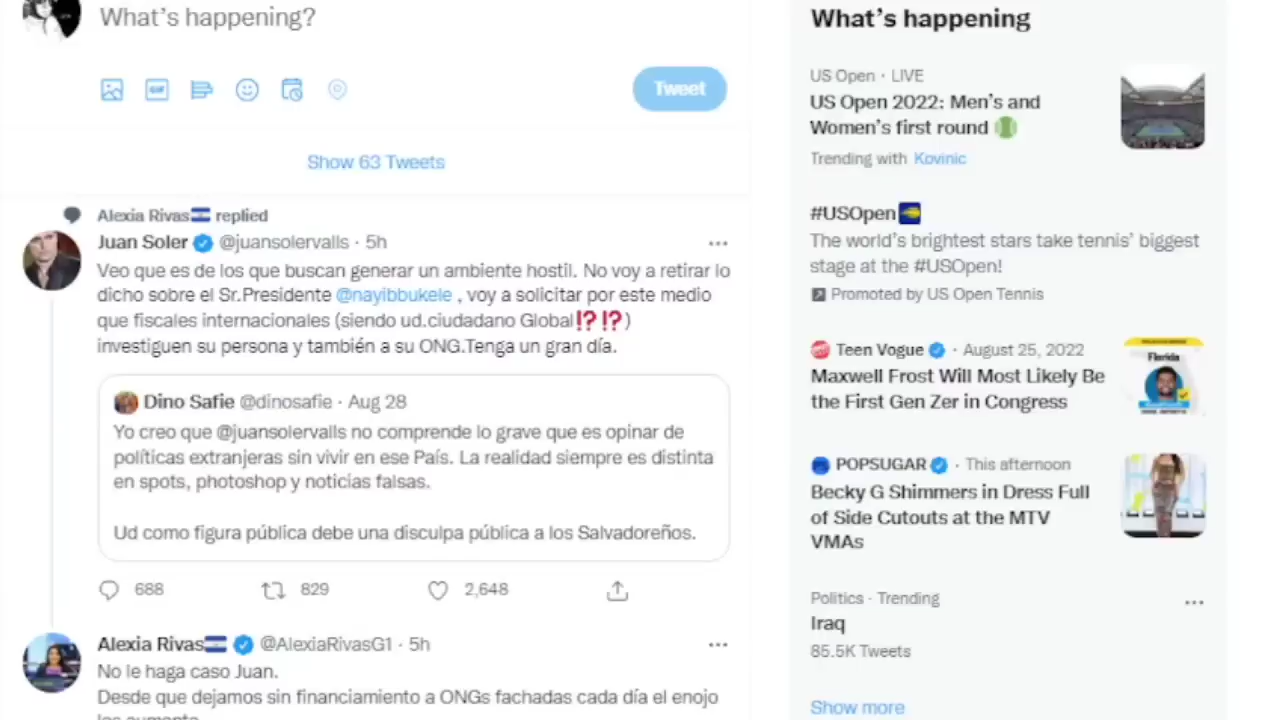 What's happening?
GIF
Tweet
Show 63 Tweets
Alexia Rivas replied
Juan Soler @juansolervalls · 5h
Veo que es de los que buscan generar un ambiente hostil. No voy a retirar lo
dicho sobre el Sr.Presidente @nayibbukele , voy a solicitar por este medio
que fiscales internacionales (siendo ud.ciudadano Global⁉️⁉️)
investiguen su persona y también a su ONG.Tenga un gran día.
Dino Safie @dinosafie · Aug 28
Yo creo que @juansolervalls no comprende lo grave que es opinar de
políticas extranjeras sin vivir en ese País. La realidad siempre es distinta
en spots, photoshop y noticias falsas.
Ud como figura pública debe una disculpa pública a los Salvadoreños.
688 829 2,648
Alexia Rivas @AlexiaRivasG1 · 5h
No le haga caso Juan.
Desde que dejamos sin financiamiento a ONGs fachadas cada día el enojo
les aumenta
What's happening
US Open · LIVE
US Open 2022: Men's and
Women's first round
Trending with Kovinic
#USOpen
The world's brightest stars take tennis' biggest
stage at the #USOpen!
Promoted by US Open Tennis
Teen Vogue · August 25, 2022
Maxwell Frost Will Most Likely Be
the First Gen Zer in Congress
Florida
POPSUGAR · This afternoon
Becky G Shimmers in Dress Full
of Side Cutouts at the MTV
VMAs
Politics · Trending
Iraq
85.5K Tweets
Show more